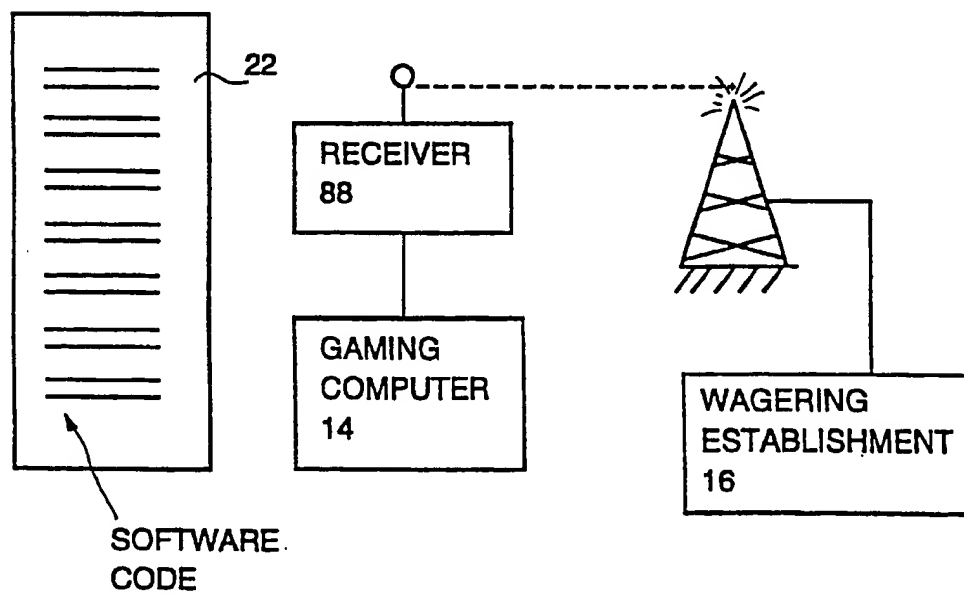 22
RECEIVER
88
GAMING
COMPUTER
14
WAGERING
ESTABLISHMENT
16
SOFTWARE
CODE